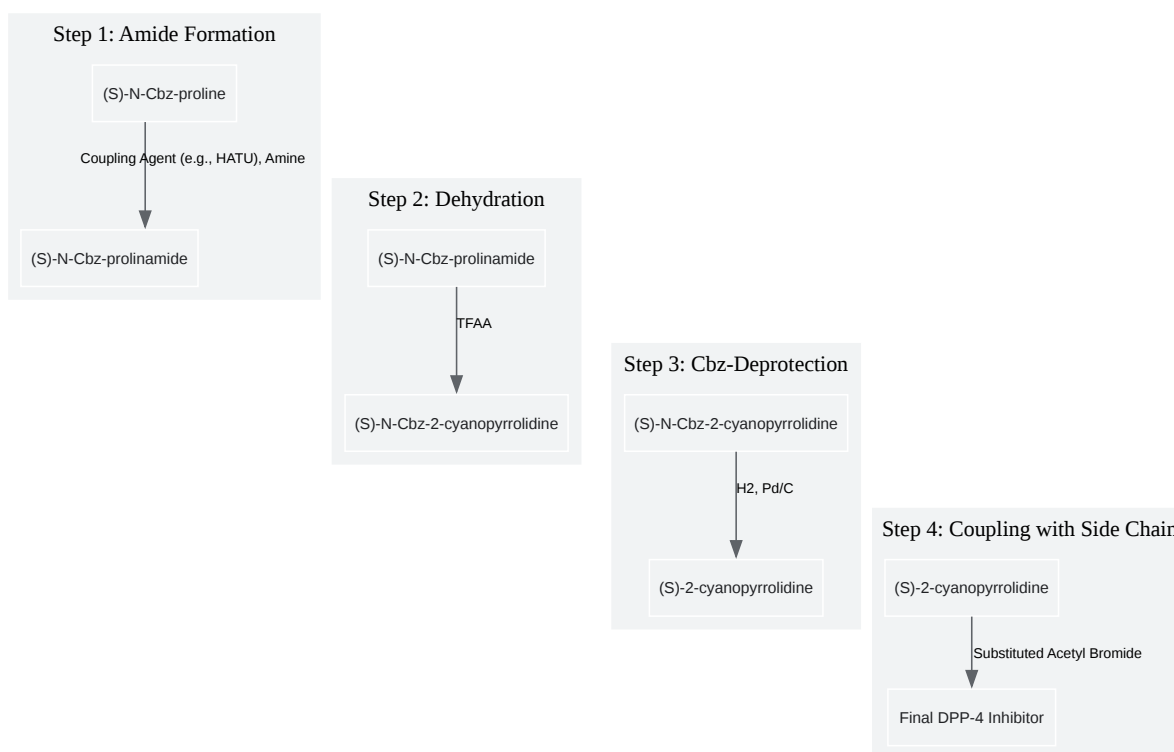 Step 1: Amide Formation
(S)-N-Cbz-proline
Coupling Agent (e.g., HATU), Amine
(S)-N-Cbz-prolinamide
Step 2: Dehydration
(S)-N-Cbz-prolinamide
TFAA
(S)-N-Cbz-2-cyanopyrrolidine
Step 3: Cbz-Deprotection
(S)-N-Cbz-2-cyanopyrrolidine
H2, Pd/C
(S)-2-cyanopyrrolidine
Step 4: Coupling with Side Chain
(S)-2-cyanopyrrolidine
Substituted Acetyl Bromide
Final DPP-4 Inhibitor